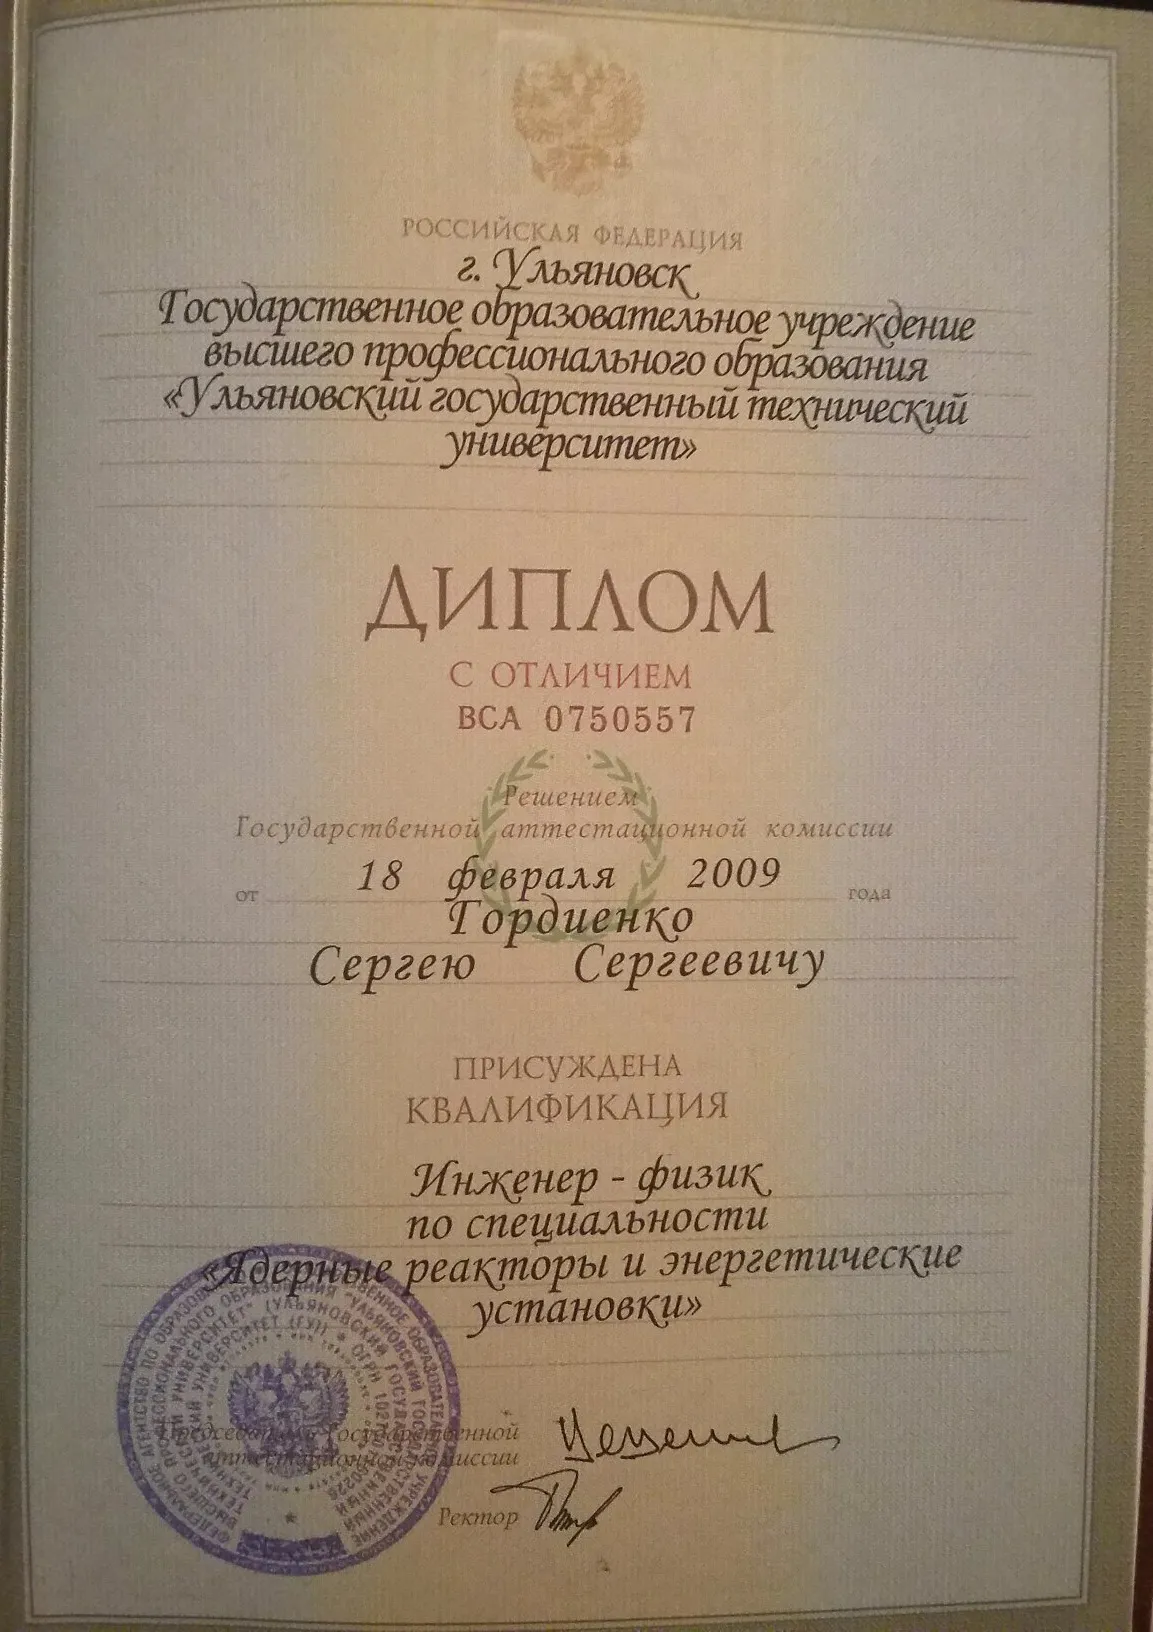 РОССИЙСКАЯ ФЕДЕРАЦИЯ
г. Ульяновск
Государственное образовательное учреждение
высшего профессионального образования
«Ульяновский государственный технический
университет»
ДИПЛОМ
С ОТЛИЧИЕМ
ВСА 0750557
Решением
Государственной аттестационной комиссии
от 18 февраля 2009 года
Гордиенко
Сергею Сергеевичу
ПРИСУЖДЕНА
КВАЛИФИКАЦИЯ
Инженер - физик
по специальности
«Ядерные реакторы и энергетические
установки»
Председатель Государственной
аттестационной комиссии
Ректор